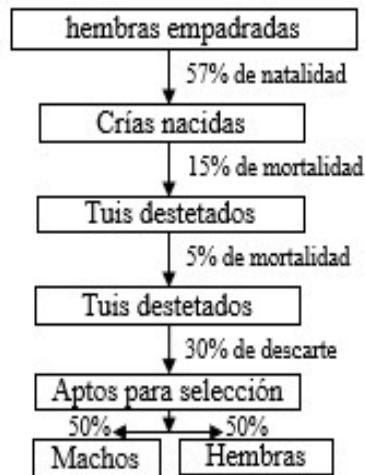 hembras empadradas
57% de natalidad
Crías nacidas
15% de mortalidad
Tuis destetados
5% de mortalidad
Tuis destetados
30% de descarte
Aptos para selección
50% 50%
Machos Hembras